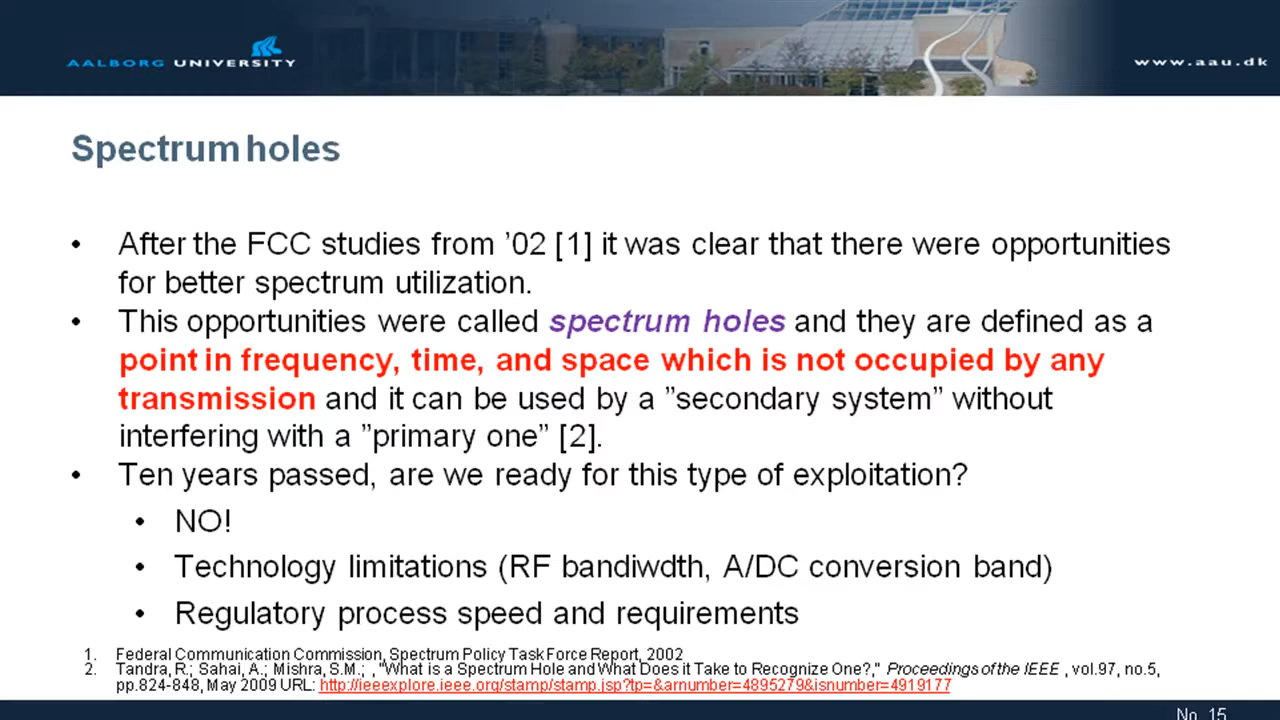 AALBORG UNIVERSITY
www.aau.dk
Spectrum holes
• After the FCC studies from ’02 [1] it was clear that there were opportunities
for better spectrum utilization.
• This opportunities were called spectrum holes and they are defined as a
point in frequency, time, and space which is not occupied by any
transmission and it can be used by a ”secondary system” without
interfering with a ”primary one” [2].
• Ten years passed, are we ready for this type of exploitation?
• NO!
• Technology limitations (RF bandiwdth, A/DC conversion band)
• Regulatory process speed and requirements
1. Federal Communication Commission, Spectrum Policy Task Force Report, 2002
2. Tandra, R.; Sahai, A.; Mishra, S.M.; , "What is a Spectrum Hole and What Does it Take to Recognize One?," Proceedings of the IEEE , vol.97, no.5,
pp.824-848, May 2009 URL: http://ieeexplore.ieee.org/stamp/stamp.jsp?tp=&arnumber=4895279&isnumber=4919177
No. 15